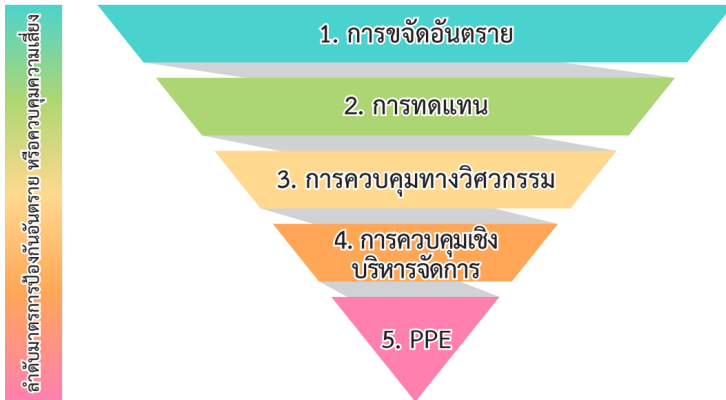 ลำดับมาตรการป้องกันอันตราย หรือควบคุมความเสี่ยง
1. การขจัดอันตราย
2. การทดแทน
3. การควบคุมทางวิศวกรรม
4. การควบคุมเชิง
บริหารจัดการ
5. PPE